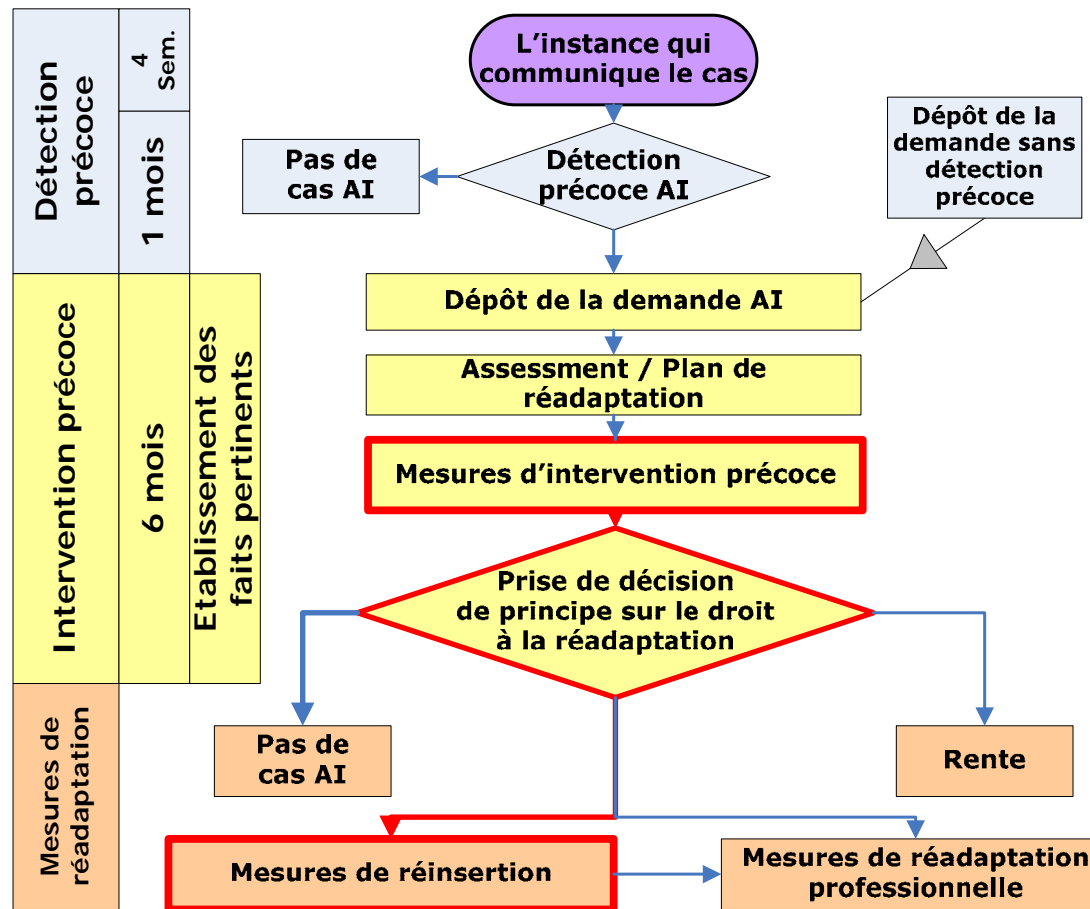 Détection
précoce
4
Sem.
1 mois
Intervention précoce
6 mois
Etablissement des
faits pertinents
Mesures de
réadaptation
L’instance qui
communique le cas
Pas de
cas AI
Détection
précoce AI
Dépôt de la
demande sans
détection
précoce
Dépôt de la demande AI
Assessment / Plan de
réadaptation
Mesures d’intervention précoce
Prise de décision
de principe sur le droit
à la réadaptation
Pas de
cas AI
Rente
Mesures de réinsertion
Mesures de réadaptation
professionnelle